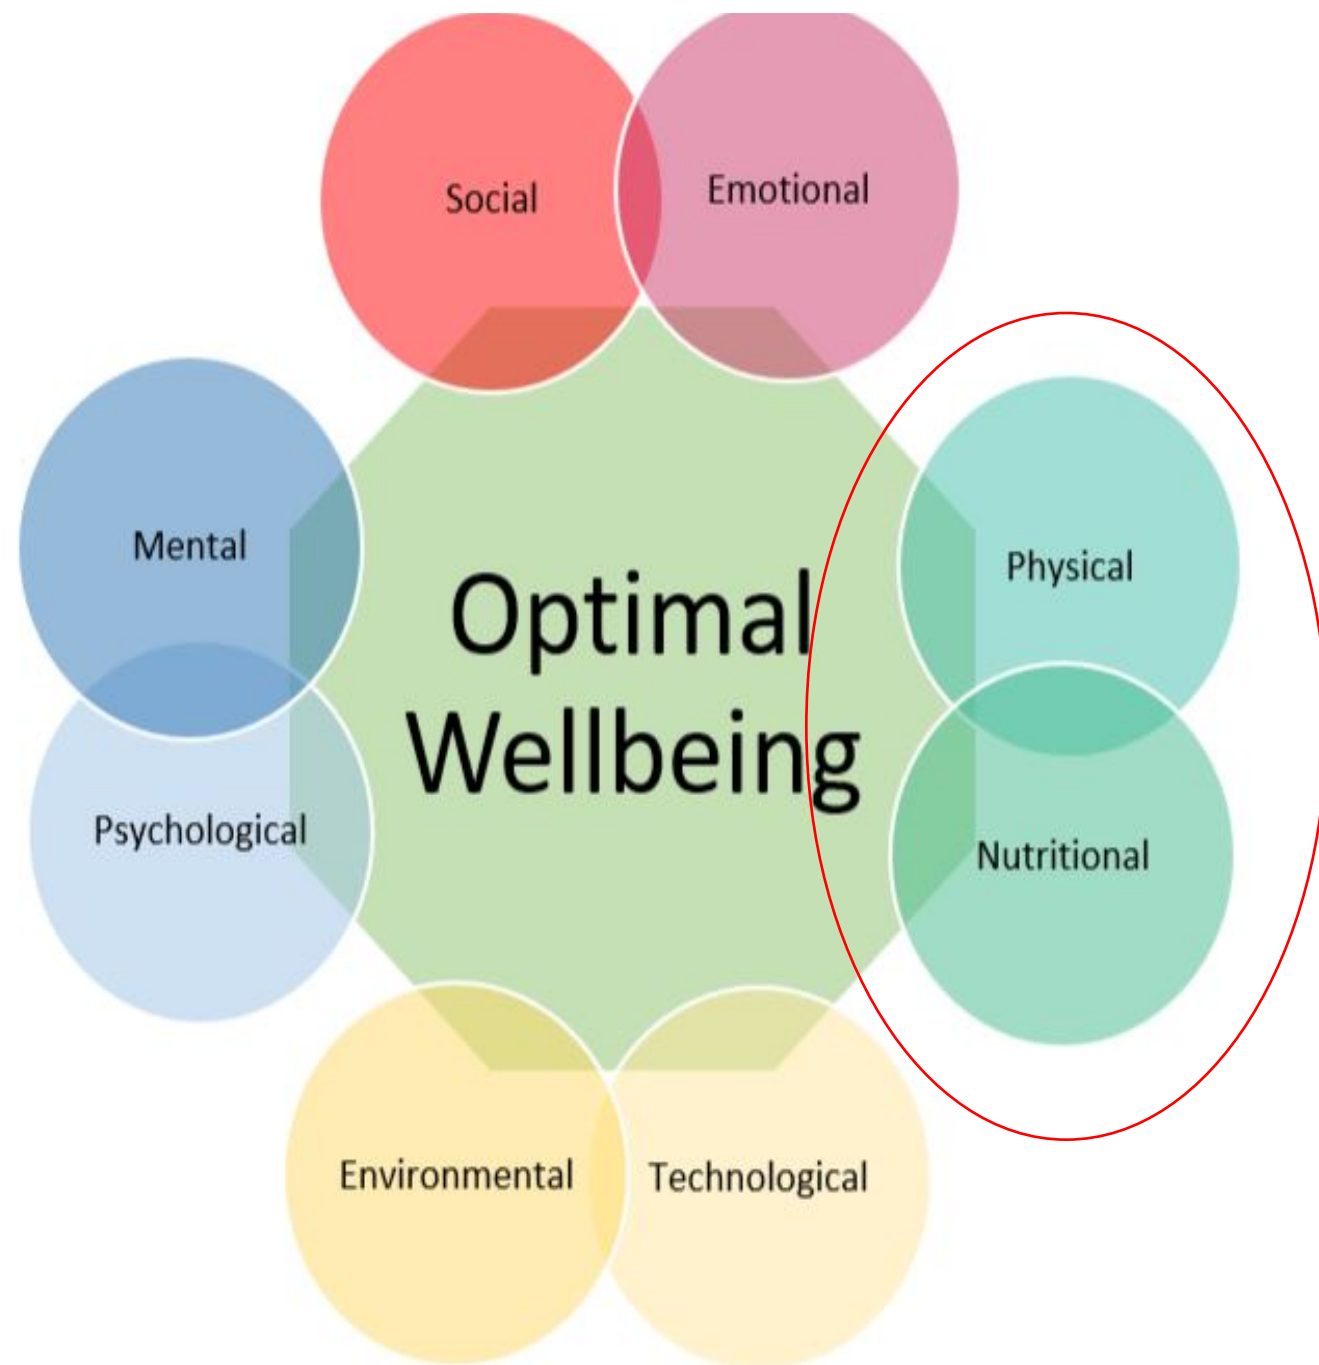 Social
Emotional
Mental
Physical
Optimal
Wellbeing
Psychological
Nutritional
Environmental
Technological